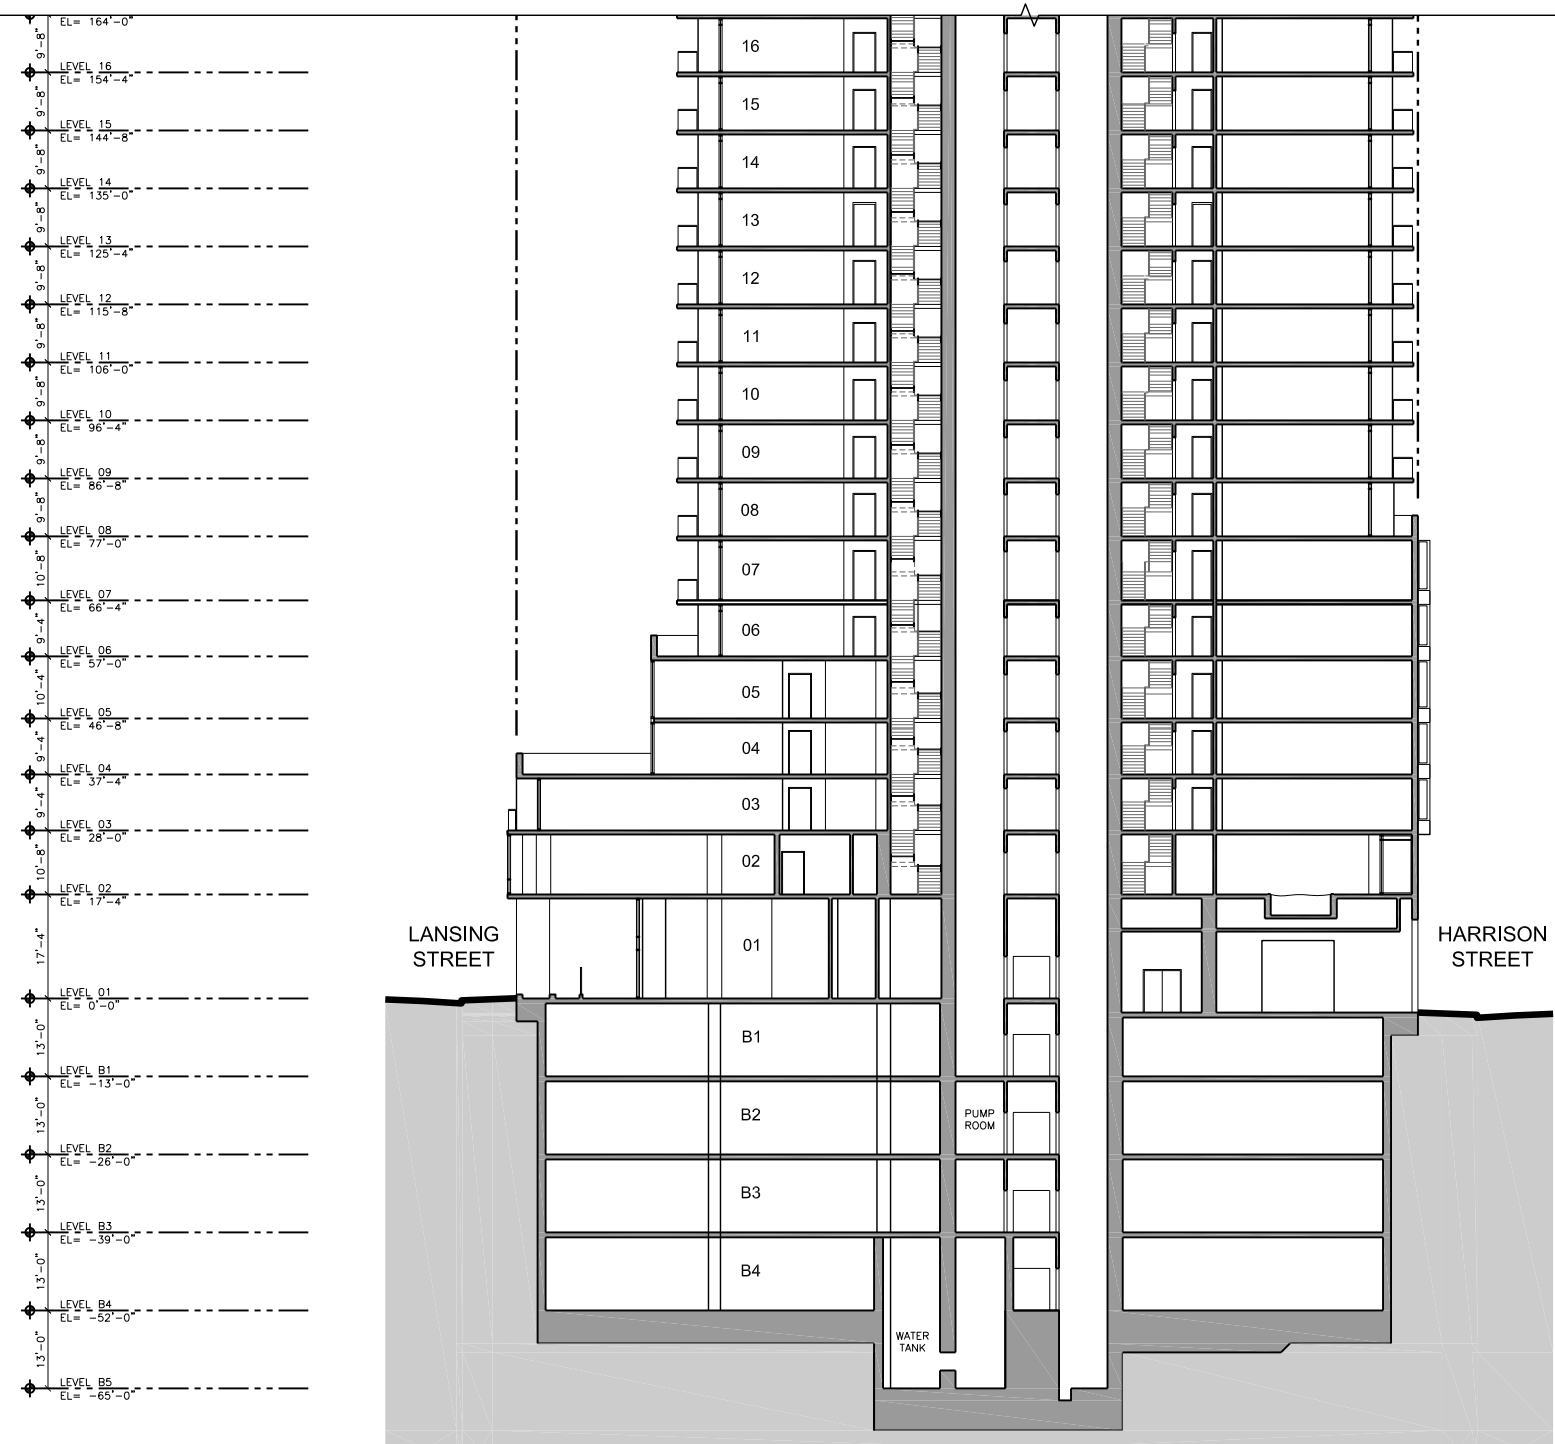 EL= 164'-0"
9'-8"
16
LEVEL 16
EL= 154'-4"
9'-8"
15
LEVEL 15
EL= 144'-8"
9'-8"
14
LEVEL 14
EL= 135'-0"
9'-8"
13
LEVEL 13
EL= 125'-4"
9'-8"
12
LEVEL 12
EL= 115'-8"
9'-8"
11
LEVEL 11
EL= 106'-0"
9'-8"
10
LEVEL 10
EL= 96'-4"
9'-8"
09
LEVEL 09
EL= 86'-8"
9'-8"
08
LEVEL 08
EL= 77'-0"
10'-8"
07
LEVEL 07
EL= 66'-4"
9'-4"
06
LEVEL 06
EL= 57'-0"
10'-4"
05
LEVEL 05
EL= 46'-8"
9'-4"
04
LEVEL 04
EL= 37'-4"
9'-4"
03
LEVEL 03
EL= 28'-0"
10'-8"
02
LEVEL 02
EL= 17'-4"
17'-4"
LANSING
STREET
01
HARRISON
STREET
LEVEL 01
EL= 0'-0"
13'-0"
B1
LEVEL B1
EL= -13'-0"
13'-0"
B2
PUMP
ROOM
LEVEL B2
EL= -26'-0"
13'-0"
B3
LEVEL B3
EL= -39'-0"
13'-0"
B4
LEVEL B4
EL= -52'-0"
13'-0"
WATER
TANK
LEVEL B5
EL= -65'-0"